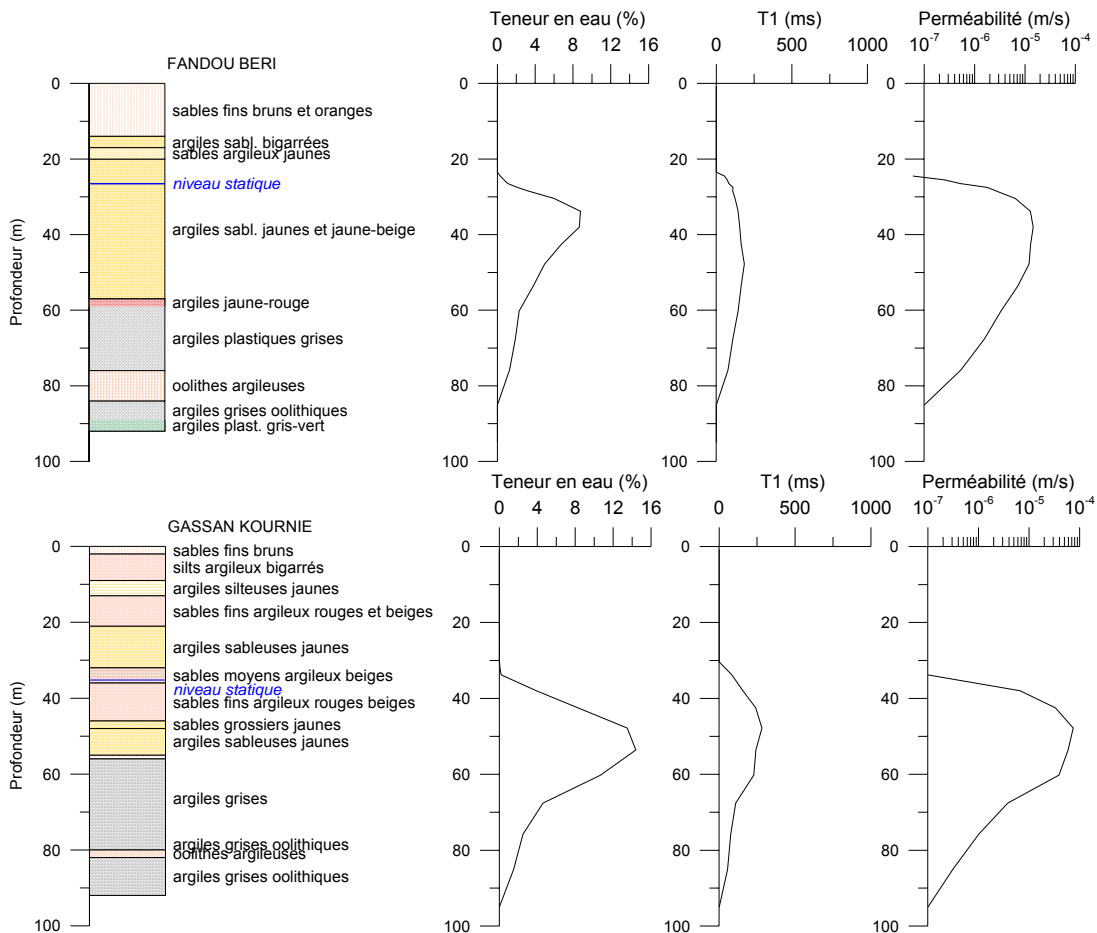 Teneur en eau (%)
0 4 8 12 16
T1 (ms)
0 500 1000
Perméabilité (m/s)
10-7 10-6 10-5 10-4
FANDOU BERI
Profondeur (m)
0
20
40
60
80
100
sables fins bruns et oranges
argiles sabl. bigarrées
sables argileux jaunes
niveau statique
argiles sabl. jaunes et jaune-beige
argiles jaune-rouge
argiles plastiques grises
oolithes argileuses
argiles grises oolithiques
argiles plast. gris-vert
0
20
40
60
80
100
0
20
40
60
80
100
0
20
40
60
80
100
Teneur en eau (%)
0 4 8 12 16
T1 (ms)
0 500 1000
Perméabilité (m/s)
10-7 10-6 10-5 10-4
GASSAN KOURNIE
Profondeur (m)
0
20
40
60
80
100
sables fins bruns
silts argileux bigarrés
argiles silteuses jaunes
sables fins argileux rouges et beiges
argiles sableuses jaunes
sables moyens argileux beiges
niveau statique
sables fins argileux rouges beiges
sables grossiers jaunes
argiles sableuses jaunes
argiles grises
argiles grises oolithiques
oolithes argileuses
argiles grises oolithiques
0
20
40
60
80
100
0
20
40
60
80
100
0
20
40
60
80
100